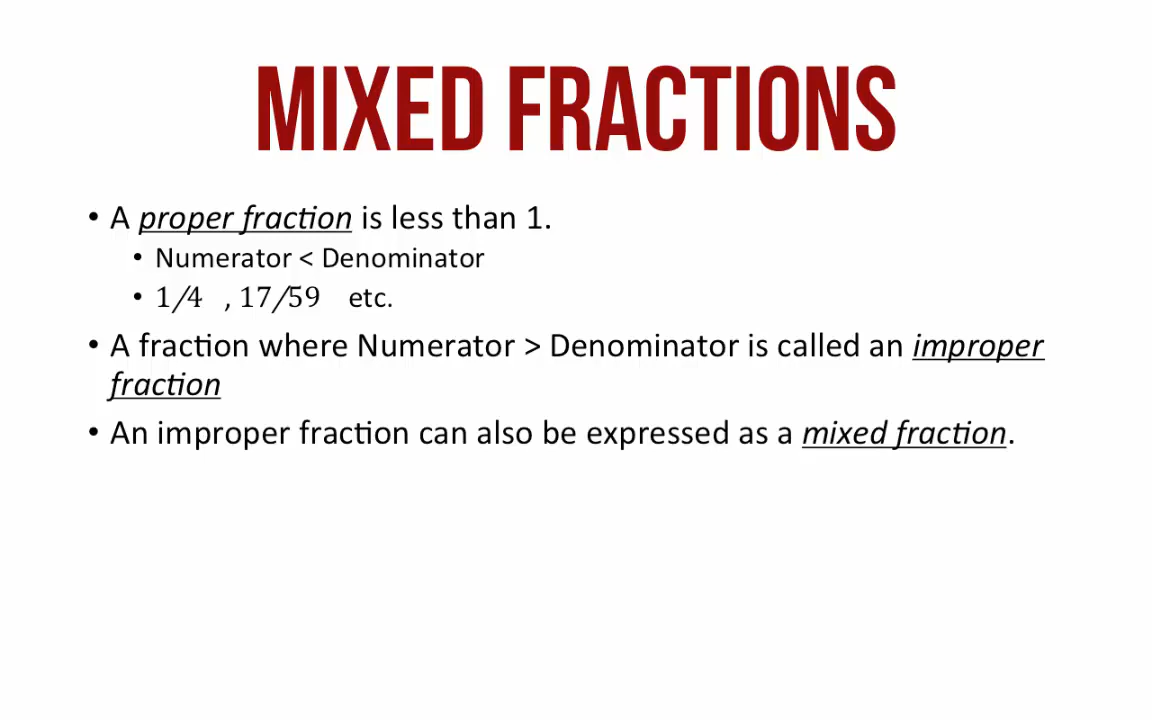 MIXED FRACTIONS
• A proper fraction is less than 1.
• Numerator < Denominator
• 1/4 , 17/59 etc.
• A fraction where Numerator > Denominator is called an improper
fraction
• An improper fraction can also be expressed as a mixed fraction.